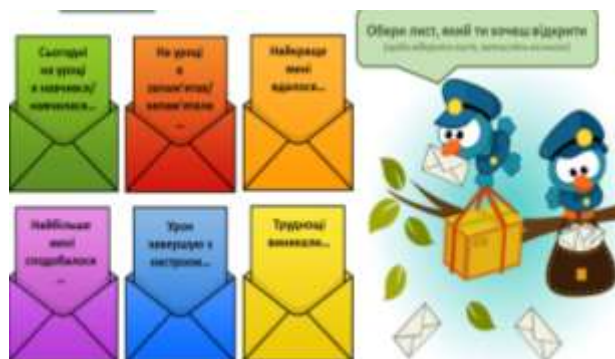 Сьогодні
на уроці
я навчився/
навчилася...
На уроці
я
запам'ятав/
запам'ятала
...
Найкраще
мені
вдалося...
Найбільше
мені
сподобалося
...
Урок
завершую з
настроєм...
Труднощі
виникали...
Обери лист, який ти хочеш відкрити